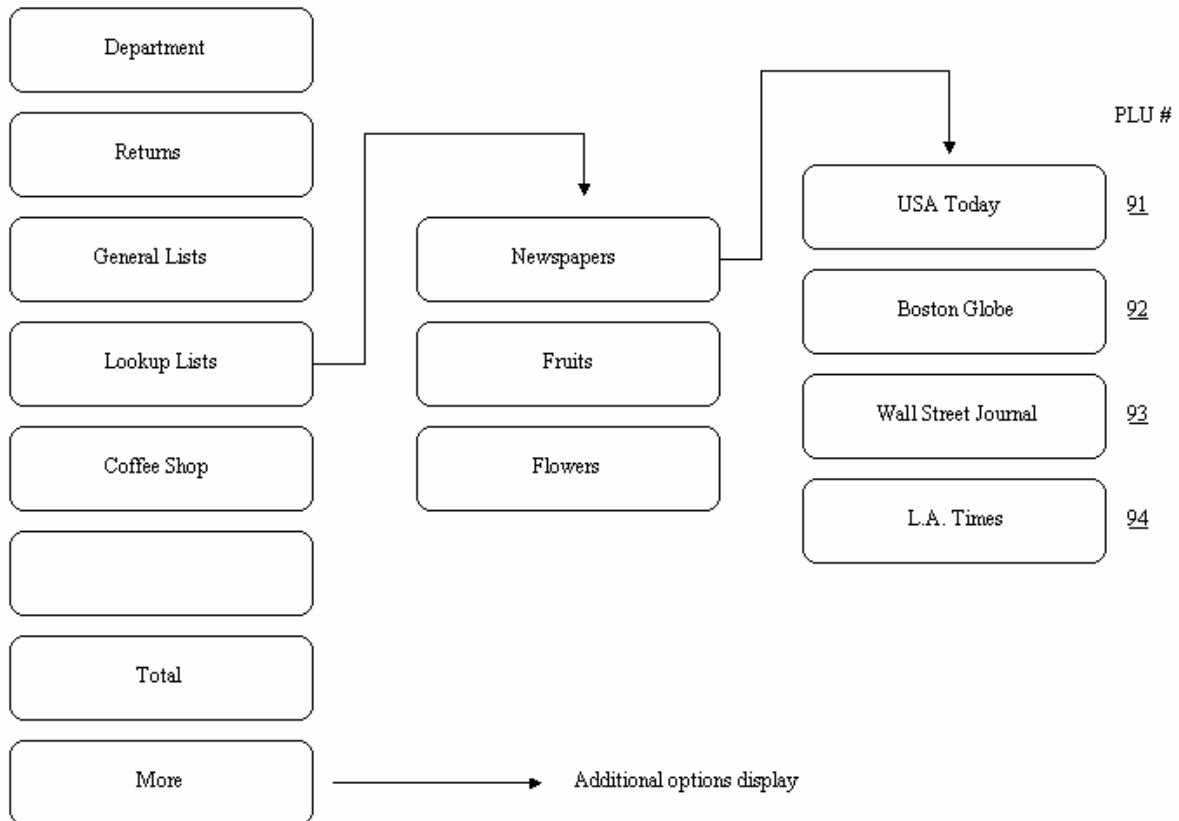 Department
Returns
General Lists
Lookup Lists
Coffee Shop
Total
More
Additional options display
Newspapers
Fruits
Flowers
PLU #
USA Today 91
Boston Globe 92
Wall Street Journal 93
L.A. Times 94